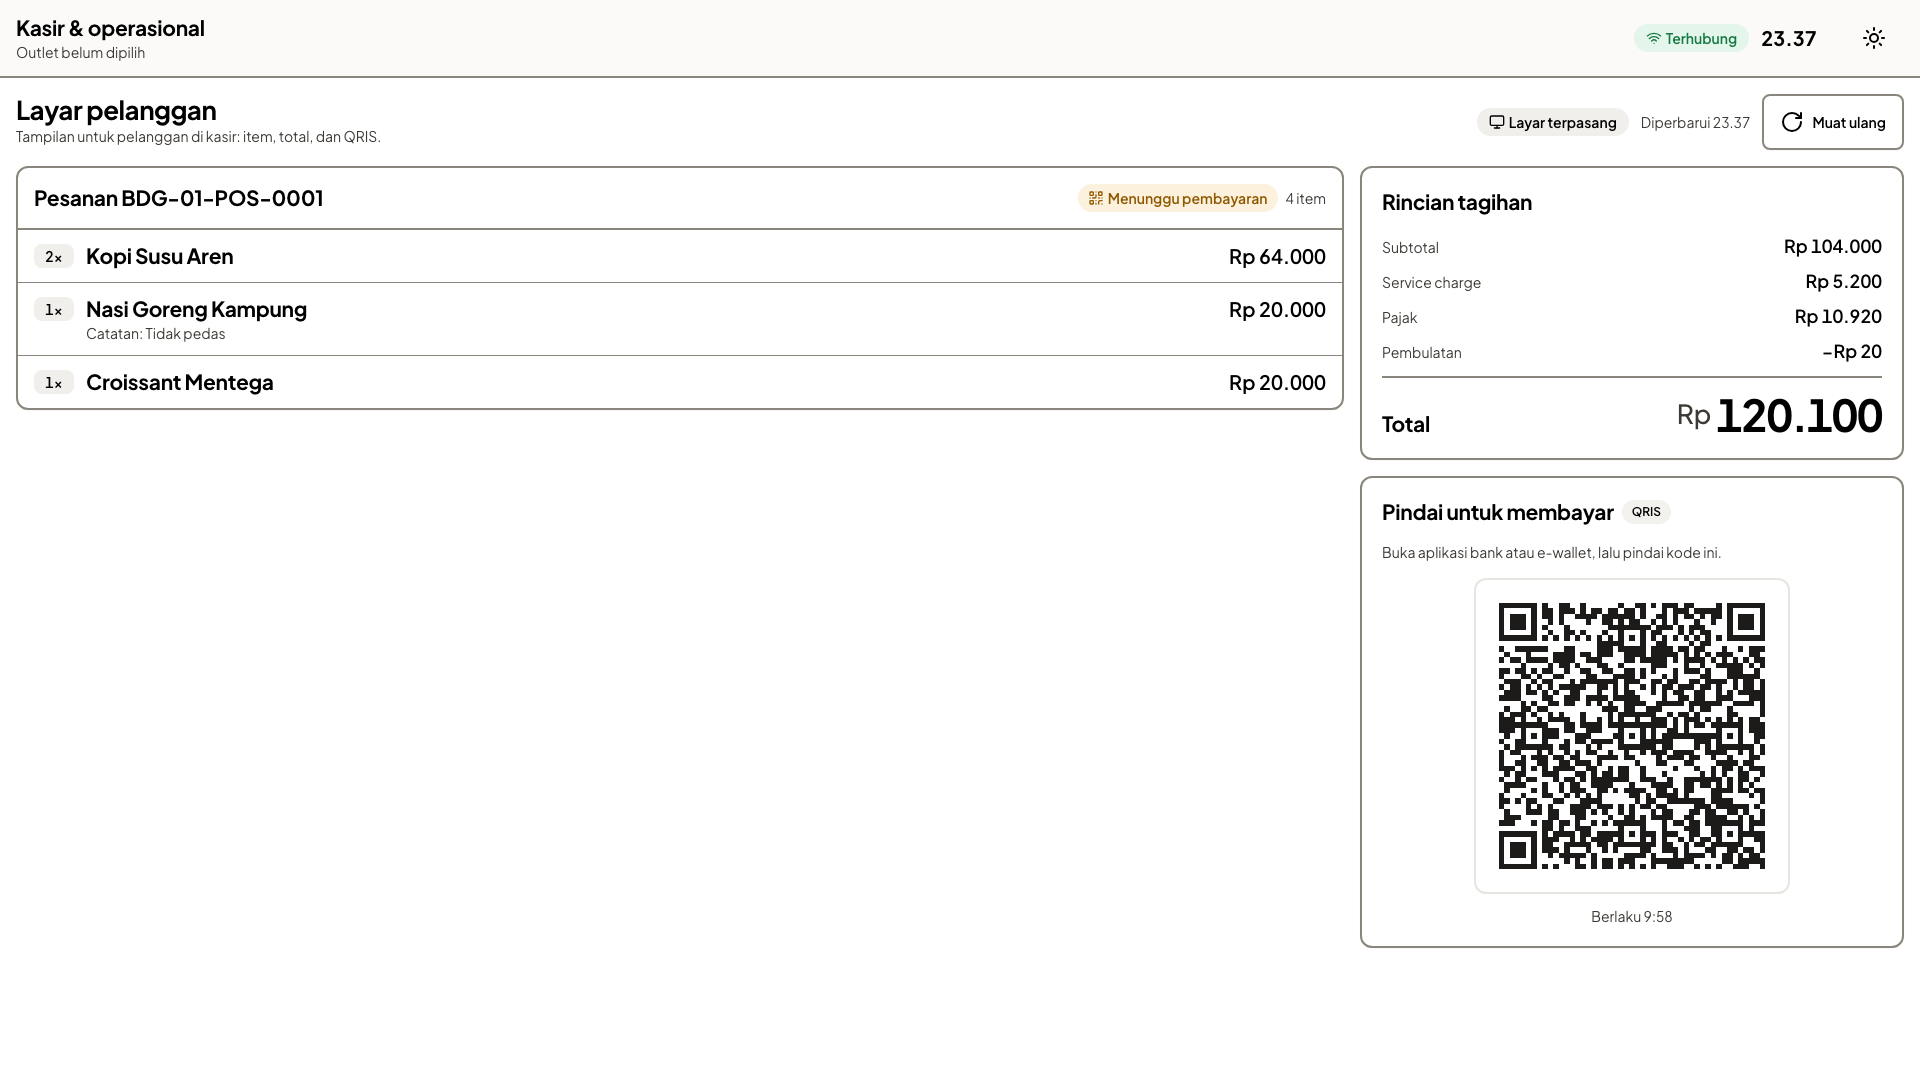 Kasir & operasional
Outlet belum dipilih
Terhubung
23.37
Layar pelanggan
Tampilan untuk pelanggan di kasir: item, total, dan QRIS.
Layar terpasang
Diperbarui 23.37
Muat ulang
Pesanan BDG-01-POS-0001
Menunggu pembayaran
4 item
2× Kopi Susu Aren Rp 64.000
1× Nasi Goreng Kampung Rp 20.000
Catatan: Tidak pedas
1× Croissant Mentega Rp 20.000
Rincian tagihan
Subtotal Rp 104.000
Service charge Rp 5.200
Pajak Rp 10.920
Pembulatan −Rp 20
Total Rp 120.100
Pindai untuk membayar QRIS
Buka aplikasi bank atau e-wallet, lalu pindai kode ini.
Berlaku 9:58